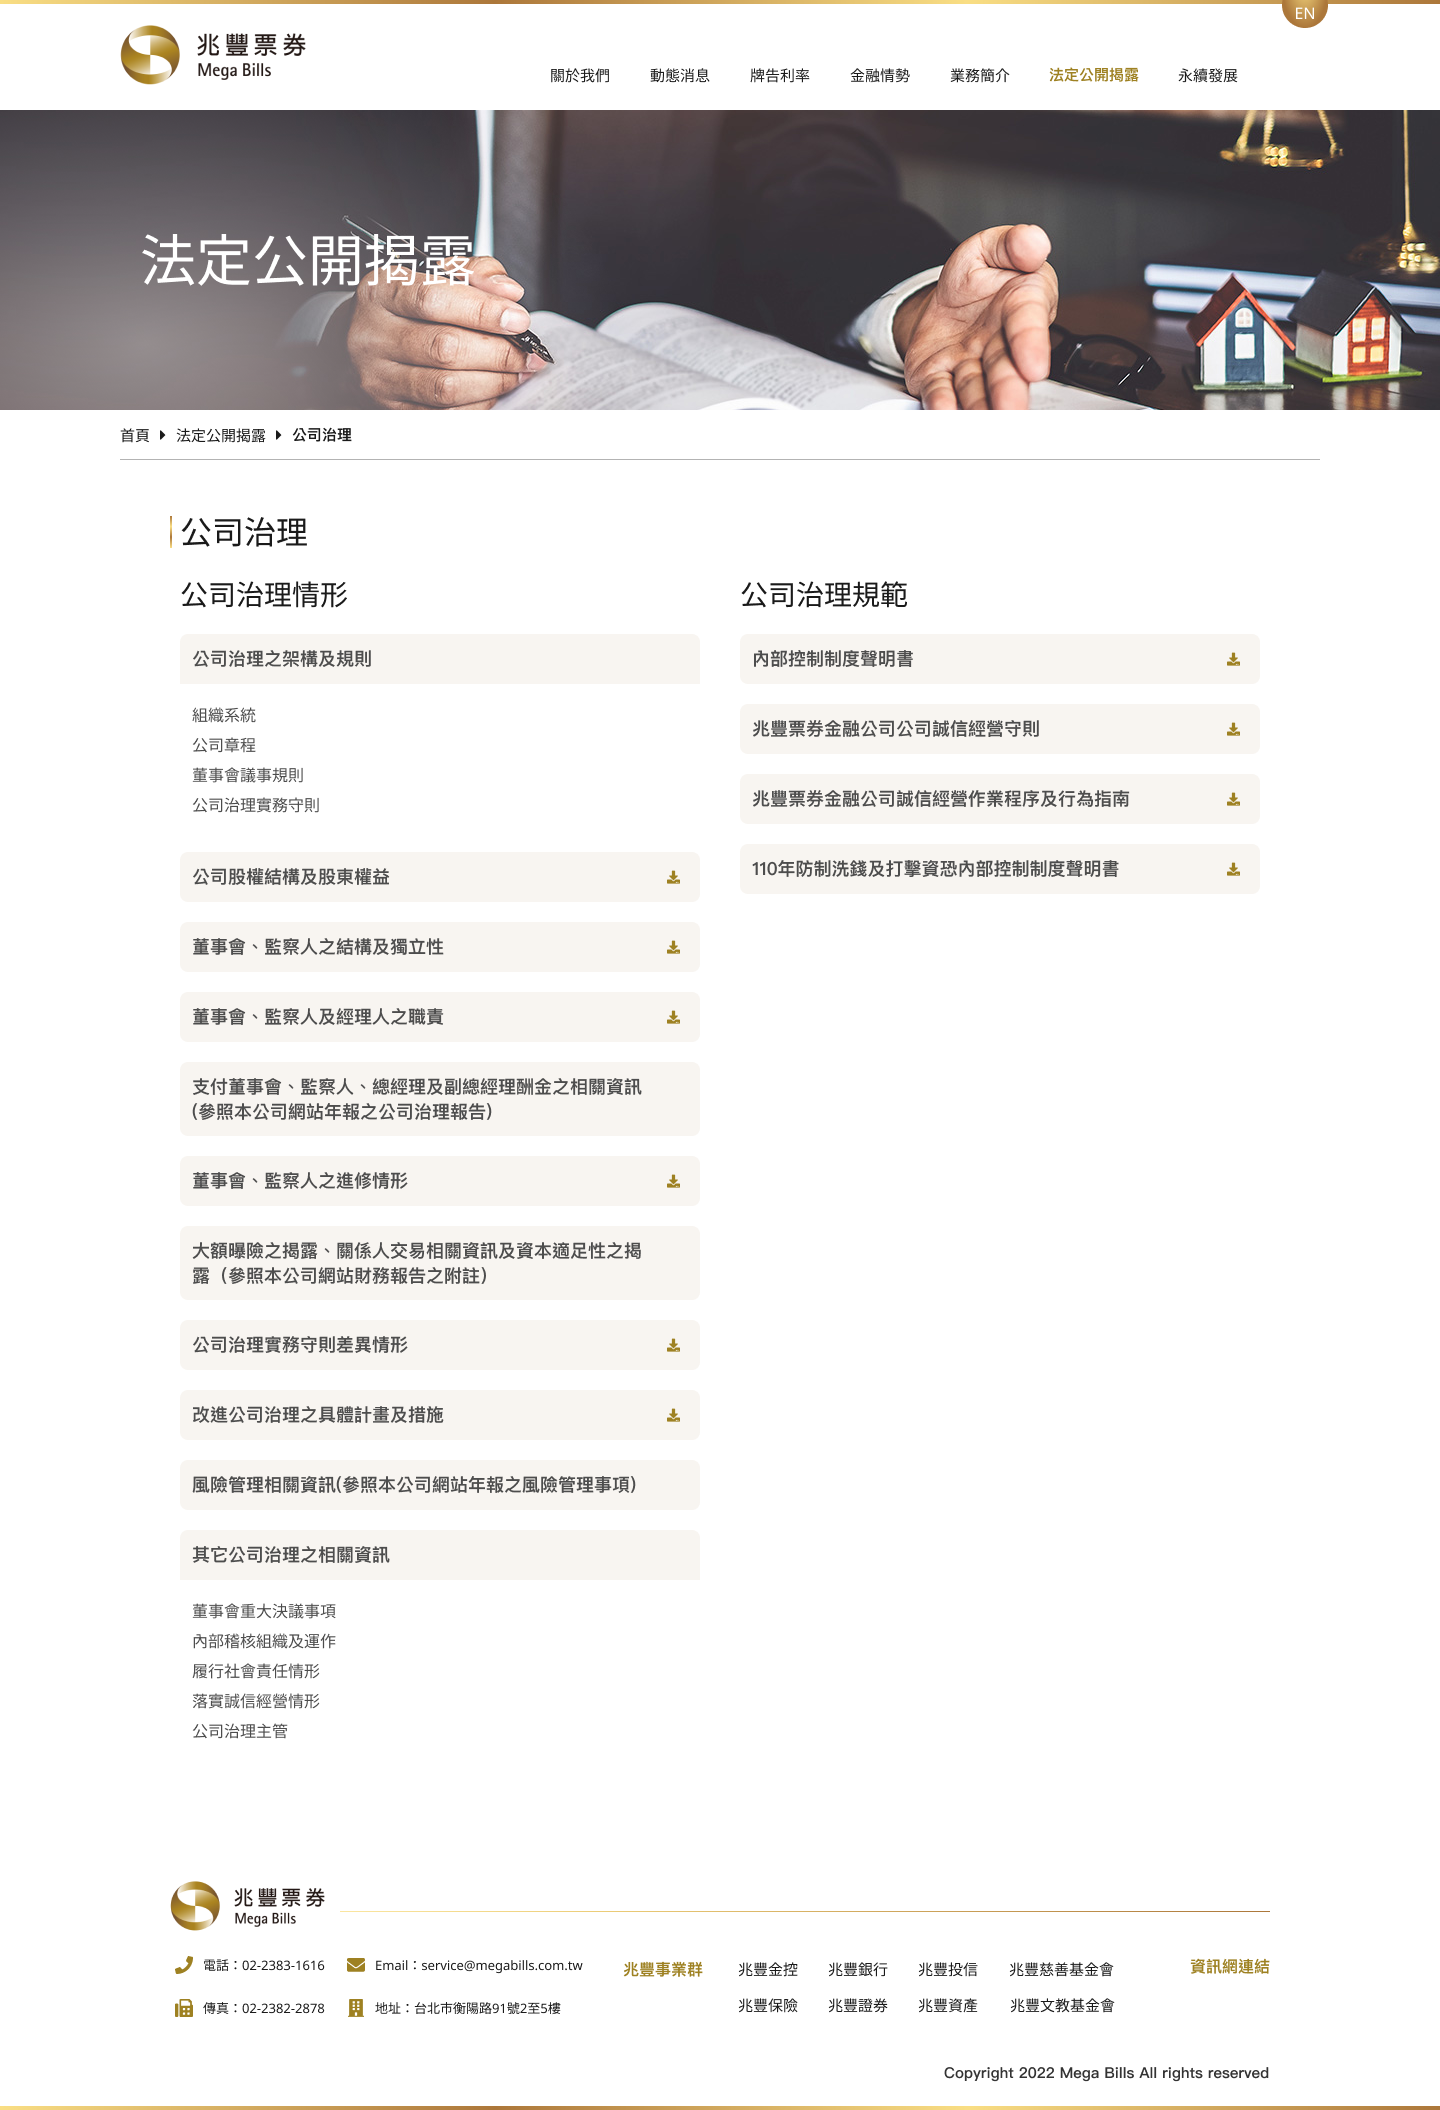 EN
兆豐票券
Mega Bills
關於我們 動態消息 牌告利率 金融情勢 業務簡介 法定公開揭露 永續發展
法定公開揭露
首頁 法定公開揭露 公司治理
公司治理
公司治理情形
公司治理之架構及規則
組織系統
公司章程
董事會議事規則
公司治理實務守則
公司股權結構及股東權益
董事會、監察人之結構及獨立性
董事會、監察人及經理人之職責
支付董事會、監察人、總經理及副總經理酬金之相關資訊
(參照本公司網站年報之公司治理報告)
董事會、監察人之進修情形
大額曝險之揭露、關係人交易相關資訊及資本適足性之揭
露（參照本公司網站財務報告之附註）
公司治理實務守則差異情形
改進公司治理之具體計畫及措施
風險管理相關資訊(參照本公司網站年報之風險管理事項)
其它公司治理之相關資訊
董事會重大決議事項
內部稽核組織及運作
履行社會責任情形
落實誠信經營情形
公司治理主管
公司治理規範
內部控制制度聲明書
兆豐票券金融公司公司誠信經營守則
兆豐票券金融公司誠信經營作業程序及行為指南
110年防制洗錢及打擊資恐內部控制制度聲明書
兆豐票券
Mega Bills
電話：02-2383-1616 Email：service@megabills.com.tw
傳真：02-2382-2878 地址：台北市衡陽路91號2至5樓
兆豐事業群 兆豐金控 兆豐銀行 兆豐投信 兆豐慈善基金會
兆豐保險 兆豐證券 兆豐資產 兆豐文教基金會
資訊網連結
Copyright 2022 Mega Bills All rights reserved